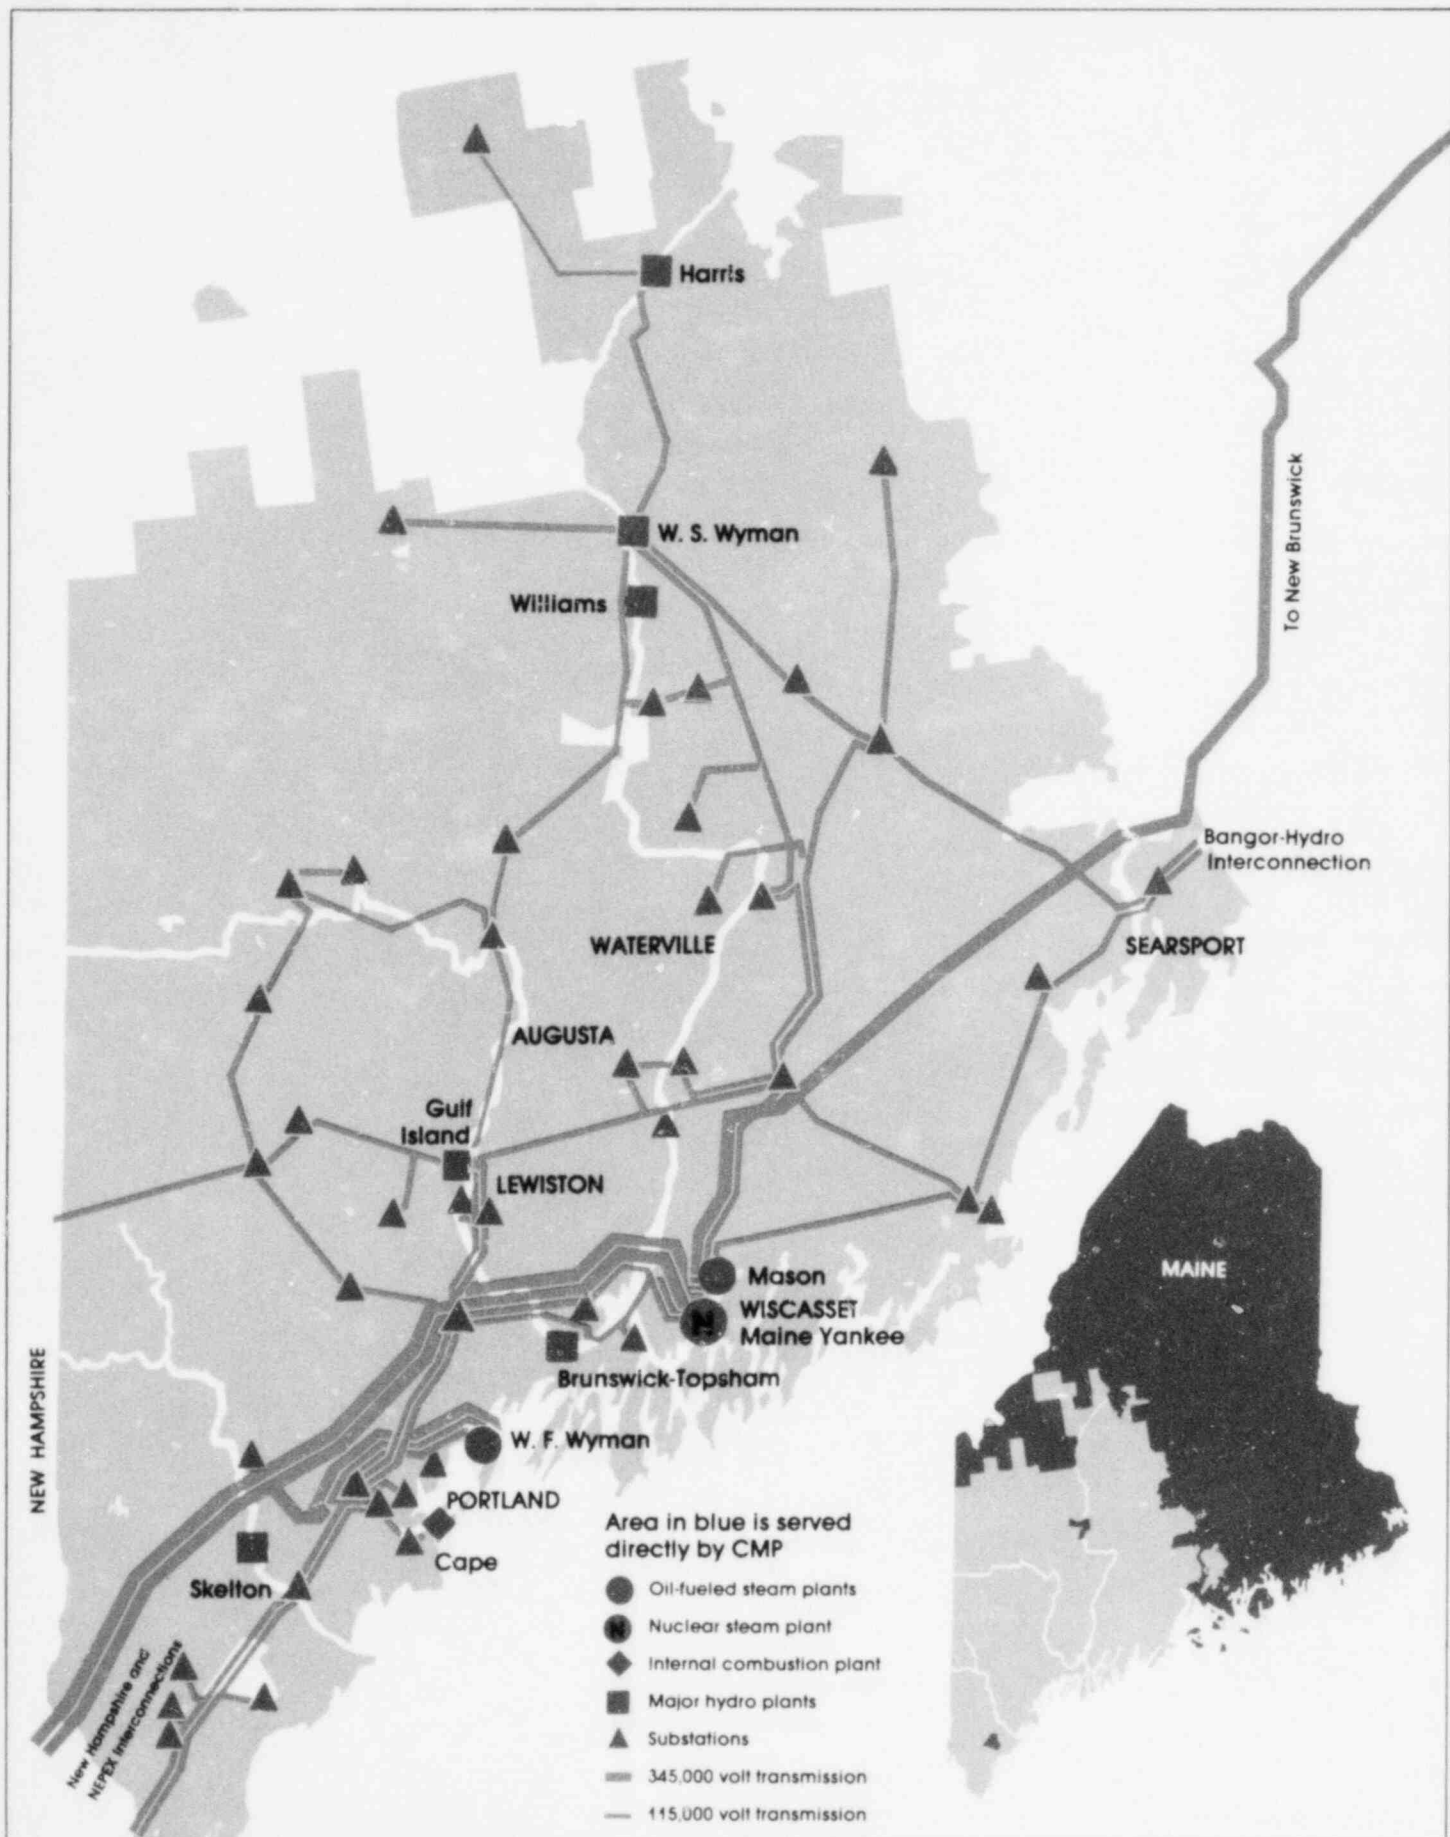 Harris
W. S. Wyman
Williams
To New Brunswick
Bangor-Hydro
Interconnection
WATERVILLE
SEARSPORT
AUGUSTA
Gulf
Island
LEWISTON
MAINE
Mason
N
WISCASSET
Maine Yankee
Brunswick-Topsham
NEW HAMPSHIRE
W. F. Wyman
PORTLAND
Cape
Skelton
New Hampshire and
NEPEX Interconnections
Area in blue is served
directly by CMP
Oil-fueled steam plants
N Nuclear steam plant
Internal combustion plant
Major hydro plants
Substations
345,000 volt transmission
115,000 volt transmission